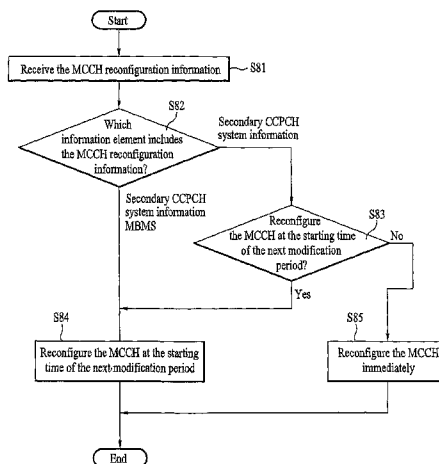 Start
Receive the MCCH reconfiguration information
S81
S82
Which
information element includes
the MCCH reconfiguration
information?
Secondary CCPCH
system information
Secondary CCPCH
system information
MBMS
S83
Reconfigure
the MCCH at the starting time
of the next modification
period?
No
Yes
S84
Reconfigure the MCCH at the starting
time of the next modification period
S85
Reconfigure the MCCH
immediately
End